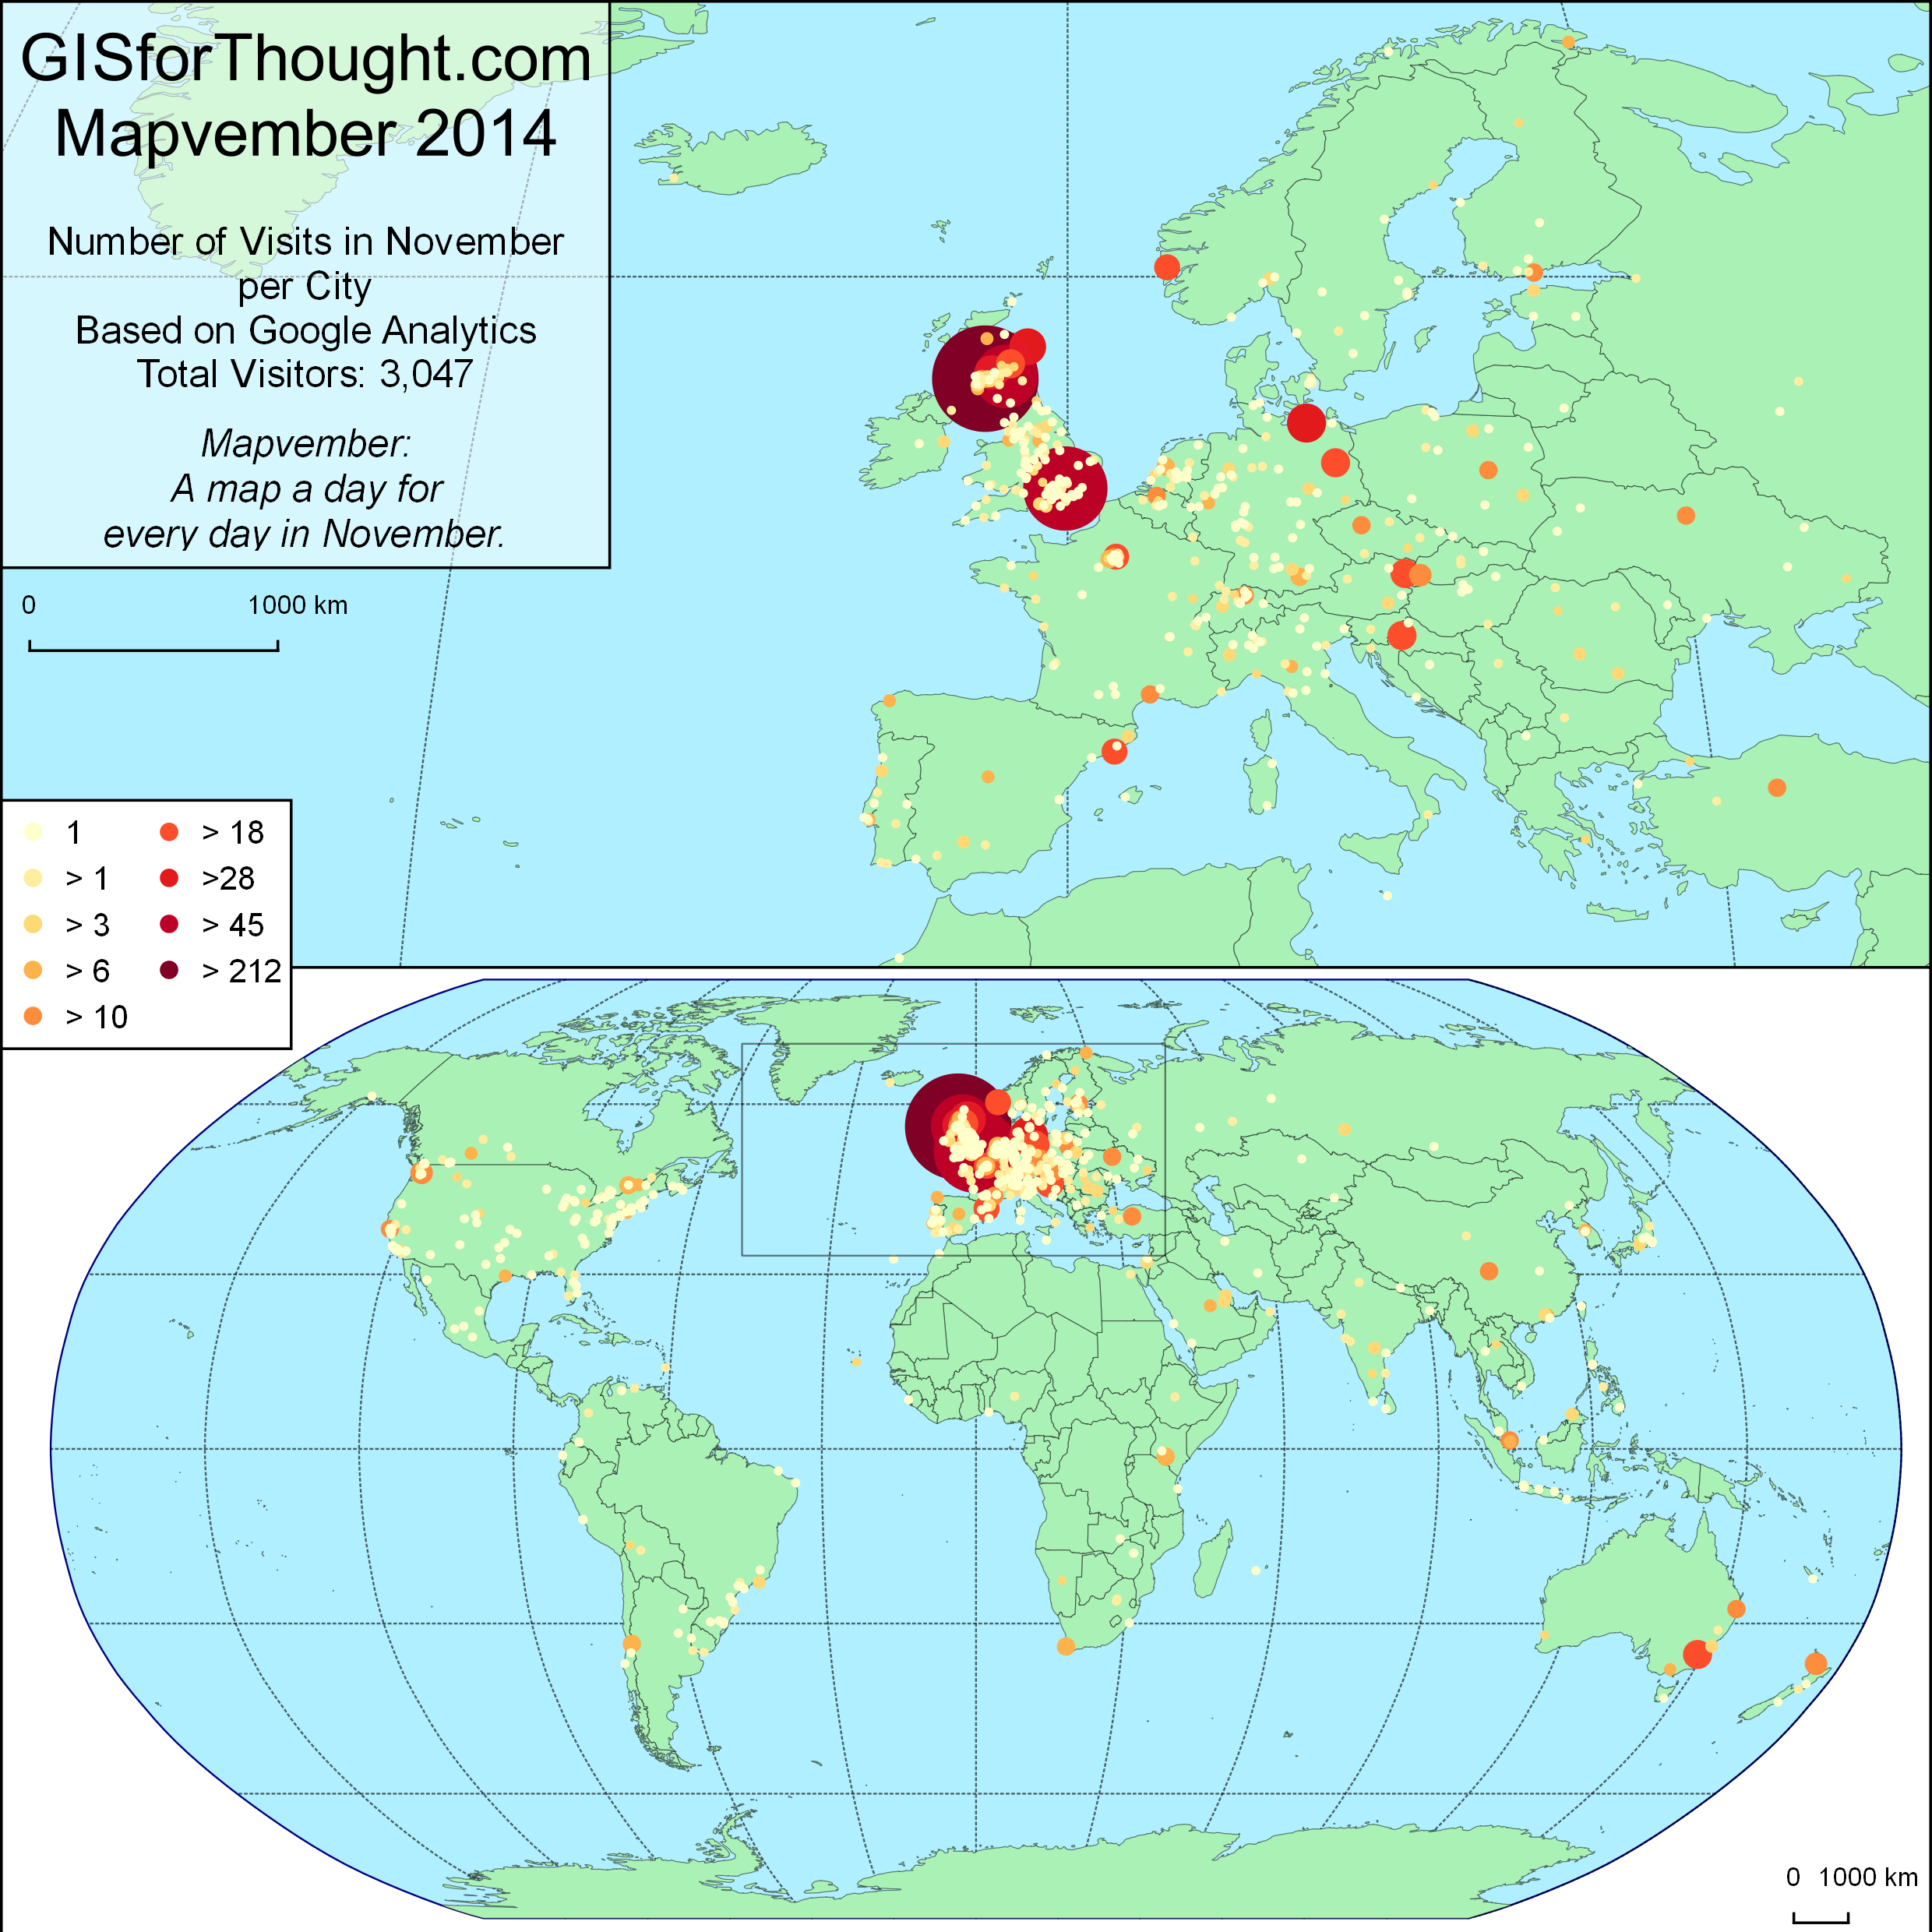 GISforThought.com
Mapvember 2014
Number of Visits in November
per City
Based on Google Analytics
Total Visitors: 3,047
Mapvember:
A map a day for
every day in November.
0 1000 km
1 > 18
> 1 >28
> 3 > 45
> 6 > 212
> 10
0 1000 km